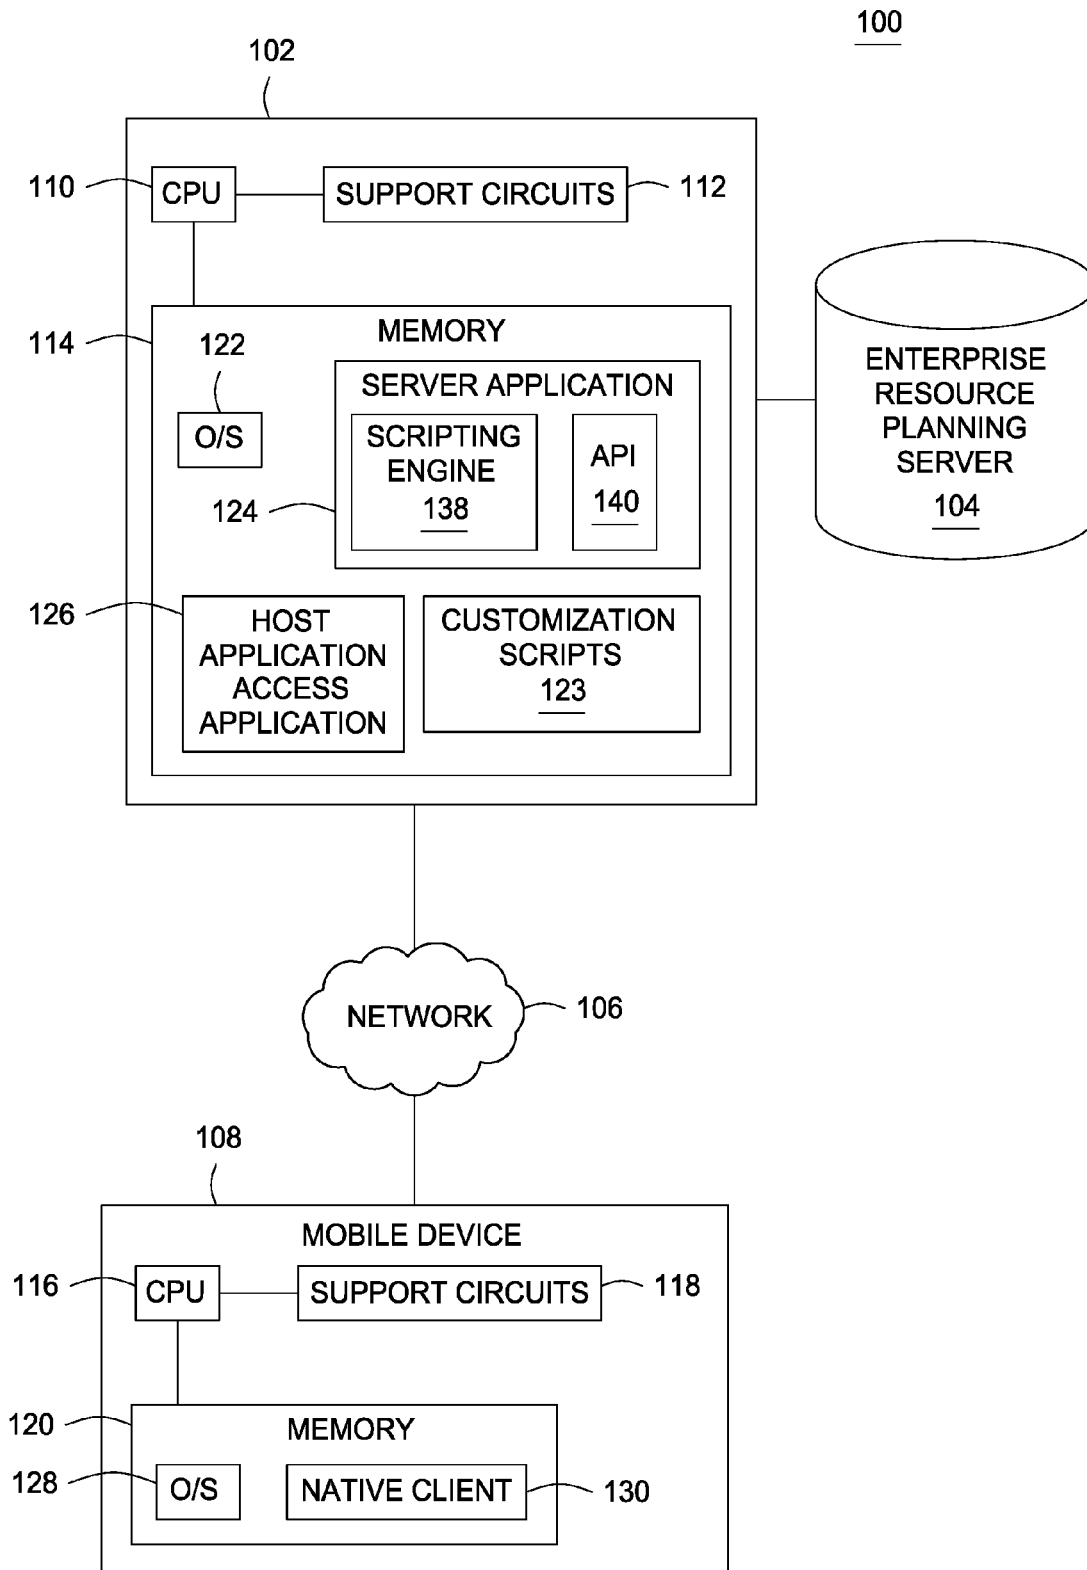 100
102
110
CPU
SUPPORT CIRCUITS
112
114
MEMORY
122
O/S
SERVER APPLICATION
SCRIPTING
ENGINE
138
API
140
124
126
HOST
APPLICATION
ACCESS
APPLICATION
CUSTOMIZATION
SCRIPTS
123
ENTERPRISE
RESOURCE
PLANNING
SERVER
104
NETWORK
106
108
MOBILE DEVICE
116
CPU
SUPPORT CIRCUITS
118
120
MEMORY
128
O/S
NATIVE CLIENT
130